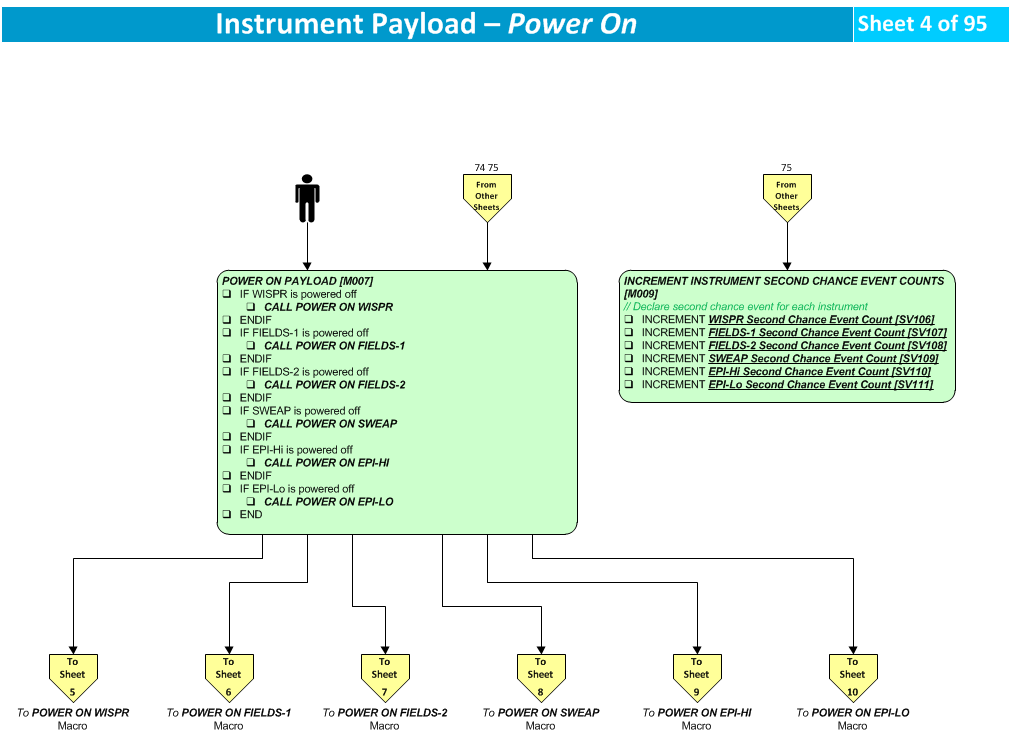 Instrument Payload – Power On
Sheet 4 of 95
74 75
From
Other
Sheets
75
From
Other
Sheets
POWER ON PAYLOAD [M007]
❑ IF WISPR is powered off
❑ CALL POWER ON WISPR
❑ ENDIF
❑ IF FIELDS-1 is powered off
❑ CALL POWER ON FIELDS-1
❑ ENDIF
❑ IF FIELDS-2 is powered off
❑ CALL POWER ON FIELDS-2
❑ ENDIF
❑ IF SWEAP is powered off
❑ CALL POWER ON SWEAP
❑ ENDIF
❑ IF EPI-Hi is powered off
❑ CALL POWER ON EPI-HI
❑ ENDIF
❑ IF EPI-Lo is powered off
❑ CALL POWER ON EPI-LO
❑ END
INCREMENT INSTRUMENT SECOND CHANCE EVENT COUNTS
[M009]
// Declare second chance event for each instrument
❑ INCREMENT WISPR Second Chance Event Count [SV106]
❑ INCREMENT FIELDS-1 Second Chance Event Count [SV107]
❑ INCREMENT FIELDS-2 Second Chance Event Count [SV108]
❑ INCREMENT SWEAP Second Chance Event Count [SV109]
❑ INCREMENT EPI-Hi Second Chance Event Count [SV110]
❑ INCREMENT EPI-Lo Second Chance Event Count [SV111]
To
Sheet
5
To POWER ON WISPR
Macro
To
Sheet
6
To POWER ON FIELDS-1
Macro
To
Sheet
7
To POWER ON FIELDS-2
Macro
To
Sheet
8
To POWER ON SWEAP
Macro
To
Sheet
9
To POWER ON EPI-HI
Macro
To
Sheet
10
To POWER ON EPI-LO
Macro